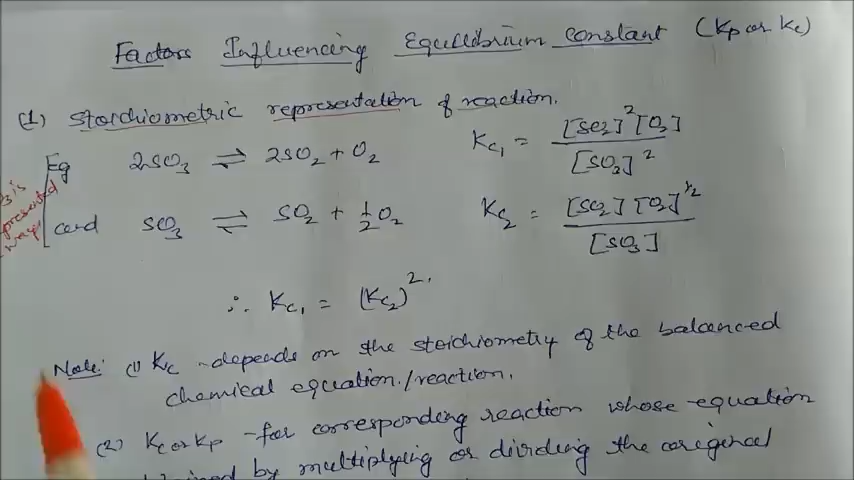 Factors Influencing Equilibrium constant (Kp or Kc)
(1) Stoichiometric representation of reaction.
Eg 2SO₃ ⇌ 2SO₂ + O₂ Kc₁ = [SO₂]² [O₂] / [SO₃]²
and SO₃ ⇌ SO₂ + ½O₂ Kc₂ = [SO₂] [O₂]^½ / [SO₃]
∴ Kc₁ = (Kc₂)².
Note: (1) Kc - depends on the stoichiometry of the balanced
chemical equation/reaction.
(2) Kc or Kp - for corresponding reaction whose equation
by multiplying or dividing the original